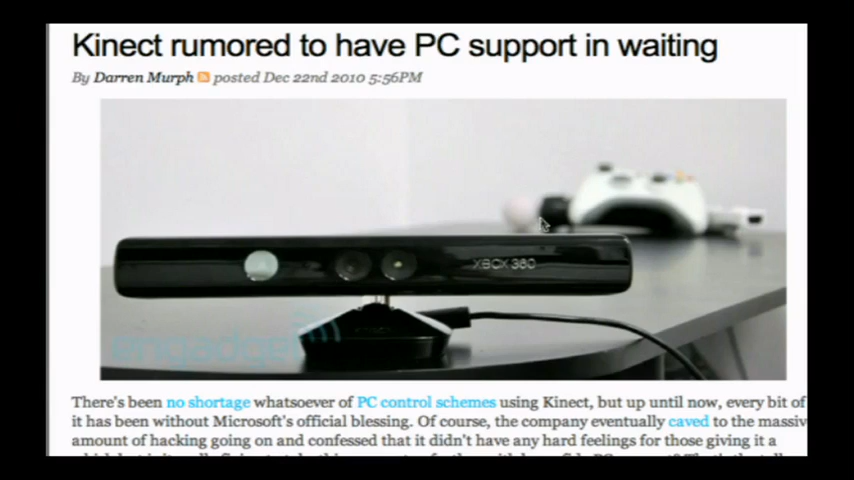 Kinect rumored to have PC support in waiting
By Darren Murph posted Dec 22nd 2010 5:56PM
XBOX 360
engadget
There's been no shortage whatsoever of PC control schemes using Kinect, but up until now, every bit of
it has been without Microsoft's official blessing. Of course, the company eventually caved to the massiv
amount of hacking going on and confessed that it didn't have any hard feelings for those giving it a